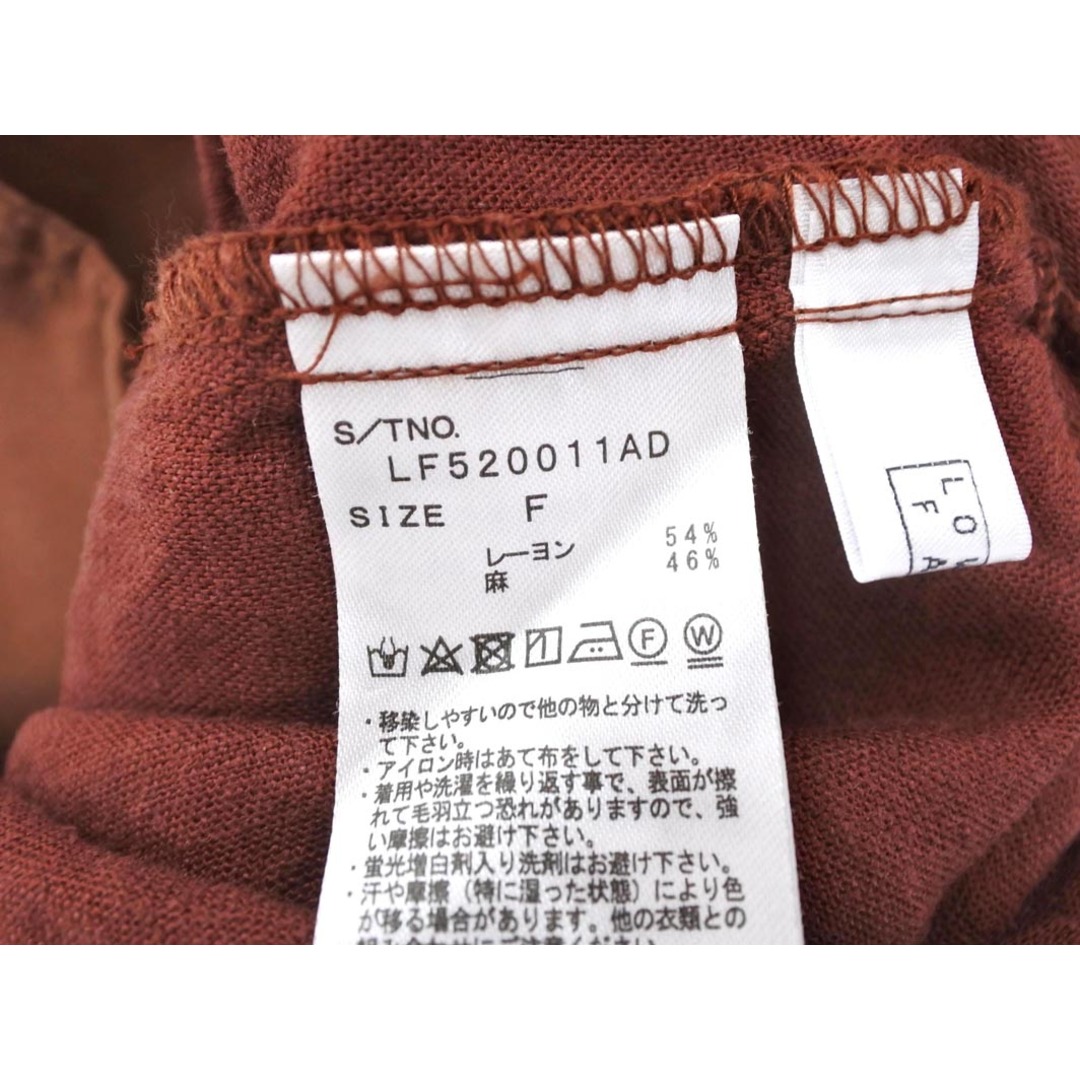 S/TNO.
LF520011AD
SIZE F
レーヨン 54%
麻 46%
F W
・移染しやすいので他の物と分けて洗っ
て下さい。
・アイロン時はあて布をして下さい。
・着用や洗濯を繰り返す事で、表面が擦
れて毛羽立つ恐れがありますので、強
い摩擦はお避け下さい。
・蛍光増白剤入り洗剤はお避け下さい。
・汗や摩擦（特に湿った状態）により色
が移る場合があります。他の衣類との
LO
F A